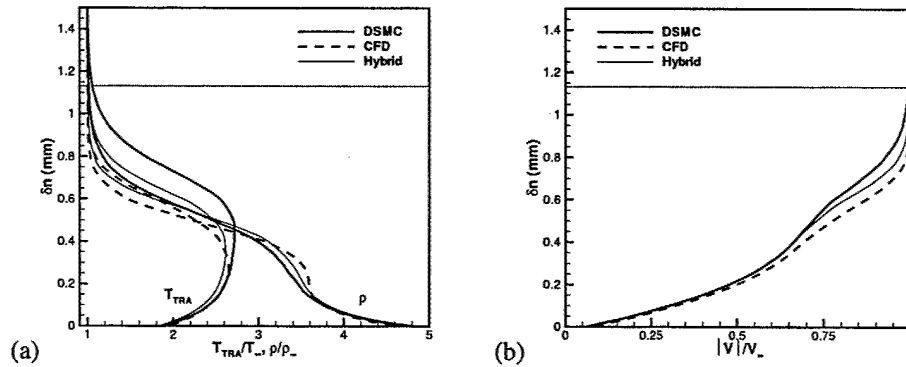 1.4
1.2
1
0.8
0.6
0.4
0.2
0
δn (mm)
DSMC
CFD
Hybrid
T_TRA
ρ
1 2 3 4 5
T_TRA/T_∞, ρ/ρ_∞
(a)
1.4
1.2
1
0.8
0.6
0.4
0.2
0
δn (mm)
DSMC
CFD
Hybrid
0 0.25 0.5 0.75
|V|/V_∞
(b)